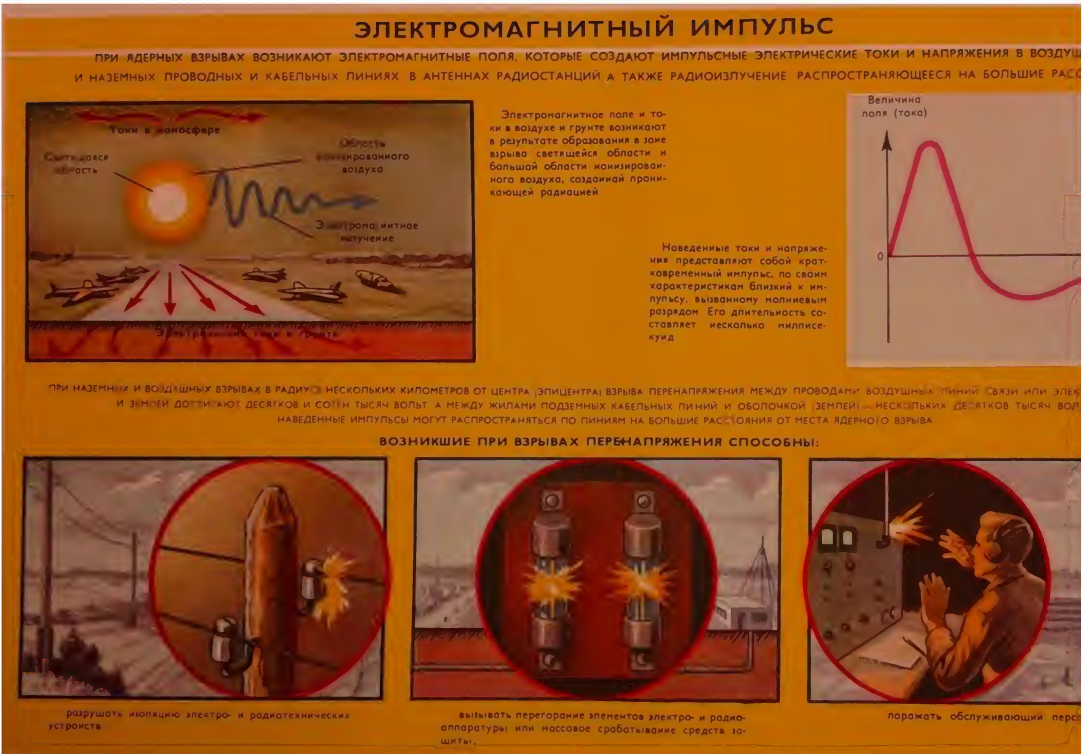 ЭЛЕКТРОМАГНИТНЫЙ ИМПУЛЬС
ПРИ ЯДЕРНЫХ ВЗРЫВАХ ВОЗНИКАЮТ ЭЛЕКТРОМАГНИТНЫЕ ПОЛЯ, КОТОРЫЕ СОЗДАЮТ ИМПУЛЬСНЫЕ ЭЛЕКТРИЧЕСКИЕ ТОКИ И НАПРЯЖЕНИЯ В ВОЗДУШ
И НАЗЕМНЫХ ПРОВОДНЫХ И КАБЕЛЬНЫХ ЛИНИЯХ В АНТЕННАХ РАДИОСТАНЦИЙ А ТАКЖЕ РАДИОИЗЛУЧЕНИЕ РАСПРОСТРАНЯЮЩЕЕСЯ НА БОЛЬШИЕ РАСС
Токи в ионосфере
Светящаяся
область
Область
ионизированного
воздуха
Электромагнитное
излучение
Электрические токи в грунте
Электромагнитное поле и то-
ки в воздухе и грунте возникают
в результате образования в зоне
взрыва светящейся области и
большой области ионизирован-
ного воздуха, созданной прони-
кающей радиацией
Наведенные токи и напряже-
ния представляют собой крат-
ковременный импульс, по своим
характеристикам близкий к им-
пульсу, вызванному молниевым
разрядом Его длительность со-
ставляет несколько миллисе-
кунд
Величина
поля (тока)
0
ПРИ НАЗЕМНЫХ И ВОЗДУШНЫХ ВЗРЫВАХ В РАДИУСЕ НЕСКОЛЬКИХ КИЛОМЕТРОВ ОТ ЦЕНТРА (ЭПИЦЕНТРА) ВЗРЫВА ПЕРЕНАПРЯЖЕНИЯ МЕЖДУ ПРОВОДАМИ ВОЗДУШНЫХ ЛИНИЙ СВЯЗИ ИЛИ ЭЛЕК
И ЗЕМЛЕЙ ДОСТИГАЮТ ДЕСЯТКОВ И СОТЕН ТЫСЯЧ ВОЛЬТ А МЕЖДУ ЖИЛАМИ ПОДЗЕМНЫХ КАБЕЛЬНЫХ ЛИНИЙ И ОБОЛОЧКОЙ (ЗЕМЛЕЙ) — НЕСКОЛЬКИХ ДЕСЯТКОВ ТЫСЯЧ ВОЛ
НАВЕДЕННЫЕ ИМПУЛЬСЫ МОГУТ РАСПРОСТРАНЯТЬСЯ ПО ЛИНИЯМ НА БОЛЬШИЕ РАССТОЯНИЯ ОТ МЕСТА ЯДЕРНОГО ВЗРЫВА
ВОЗНИКШИЕ ПРИ ВЗРЫВАХ ПЕРЕНАПРЯЖЕНИЯ СПОСОБНЫ:
разрушать изоляцию электро- и радиотехнических
устройств
вызывать перегорание элементов электро- и радио-
аппаратуры или массовое срабатывание средств за-
щиты
поражать обслуживающий персо